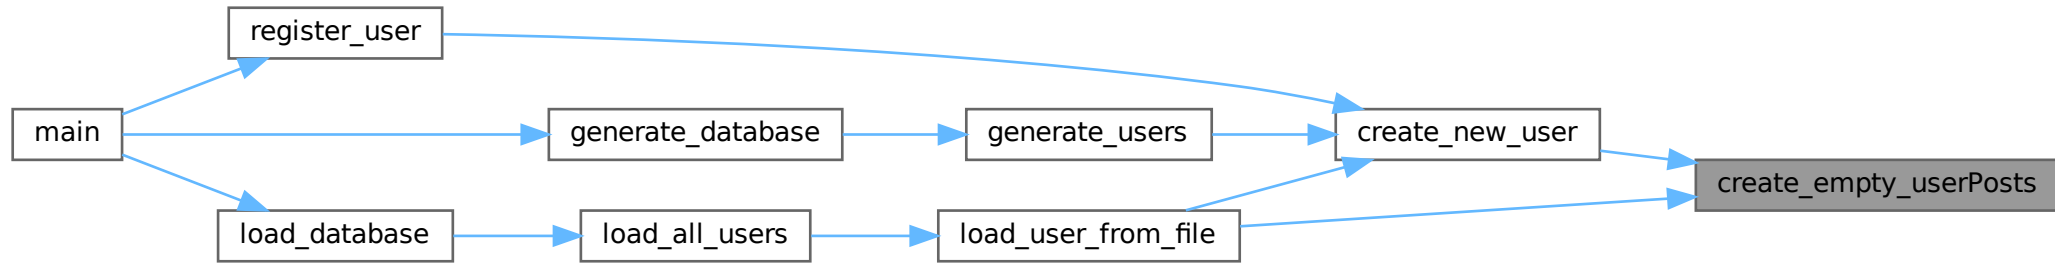 register_user
main
generate_database
generate_users
create_new_user
create_empty_userPosts
load_database
load_all_users
load_user_from_file